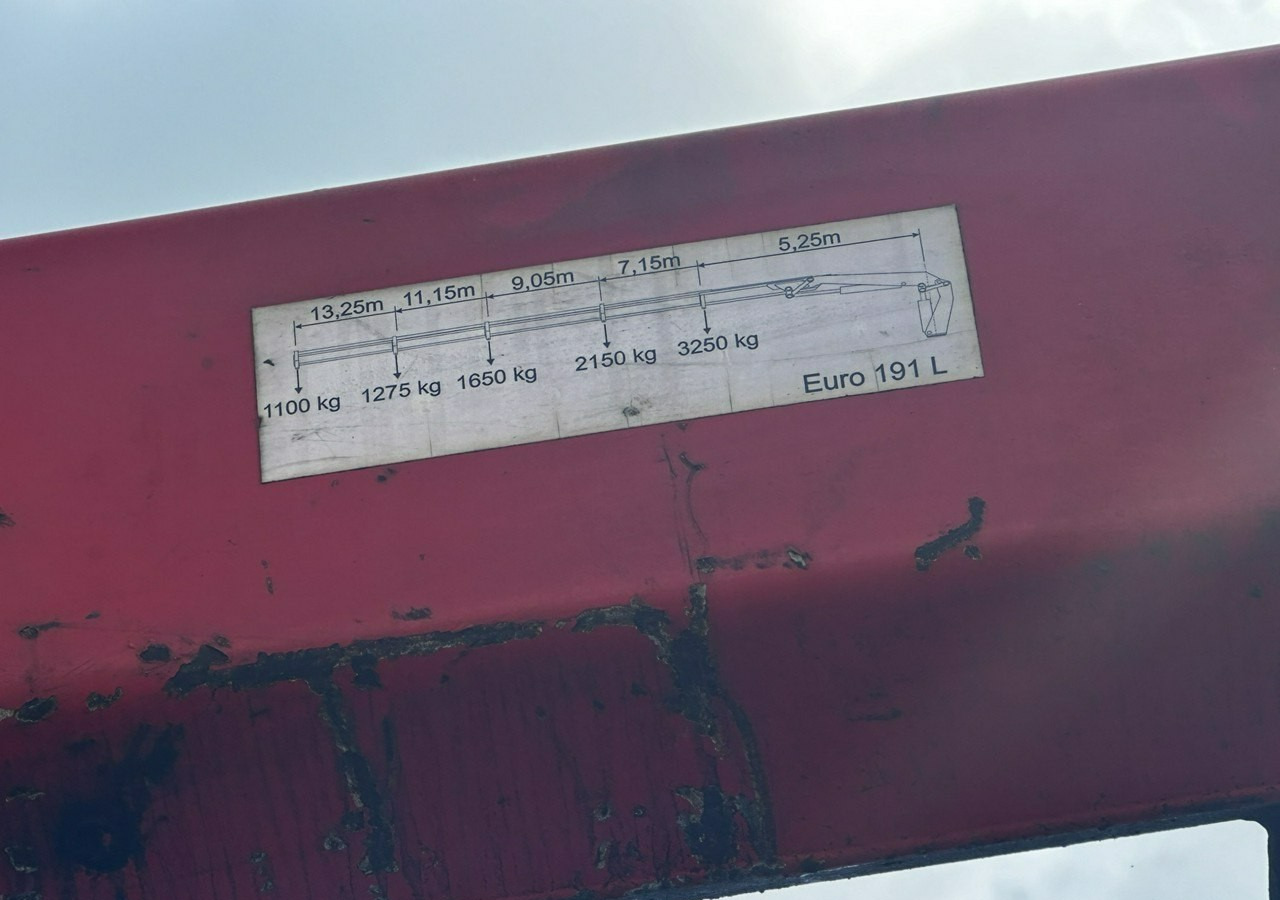 13,25m 11,15m 9,05m 7,15m 5,25m
1100 kg 1275 kg 1650 kg 2150 kg 3250 kg
Euro 191 L